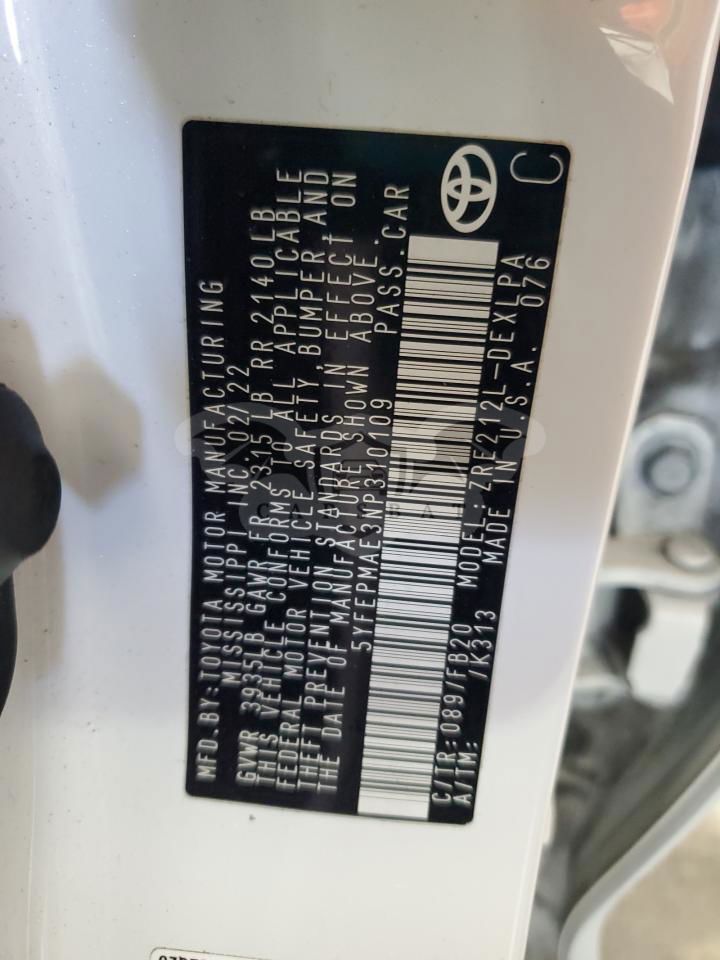 MFD.BY:TOYOTA MOTOR MANUFACTURING
MISSISSIPPI INC 02/22
GVWR 3935LB GAWR FR 2315 LB RR 2140LB
THIS VEHICLE CONFORMS TO ALL APPLICABLE
FEDERAL MOTOR VEHICLE SAFETY, BUMPER, AND
THEFT PREVENTION STANDARDS IN EFFECT ON
THE DATE OF MANUFACTURE SHOWN ABOVE.
5YFEPMAE3NP310109 PASS.CAR
C/TR: 089/FB20 MODEL: ZRE212L-DEXLPA
A/TM: /K313 MADE IN U.S.A. 076
C